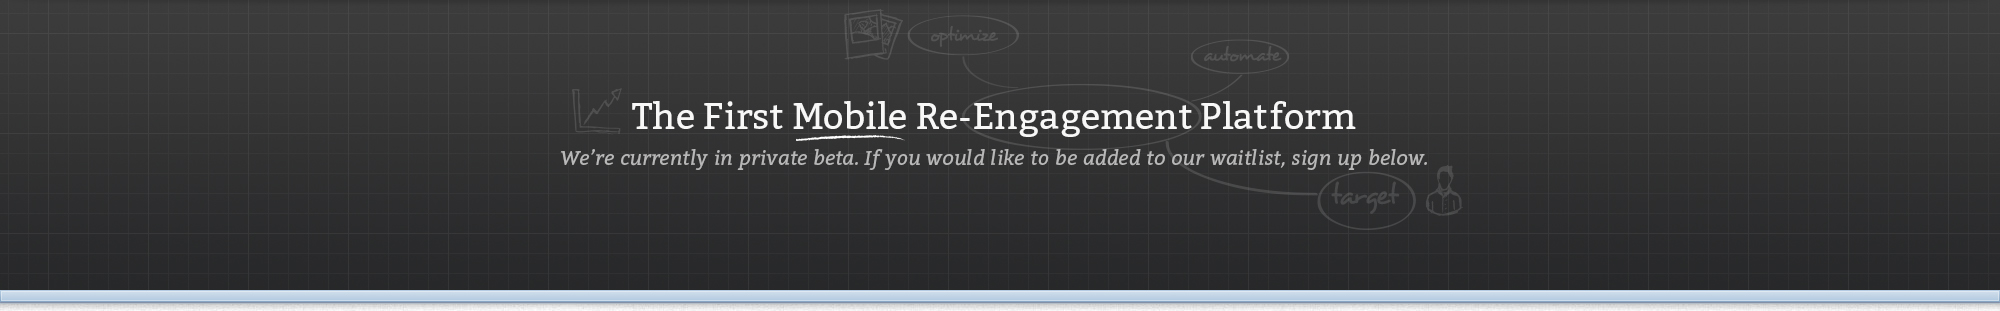 optimize
automate
The First Mobile Re-Engagement Platform
We're currently in private beta. If you would like to be added to our waitlist, sign up below.
target